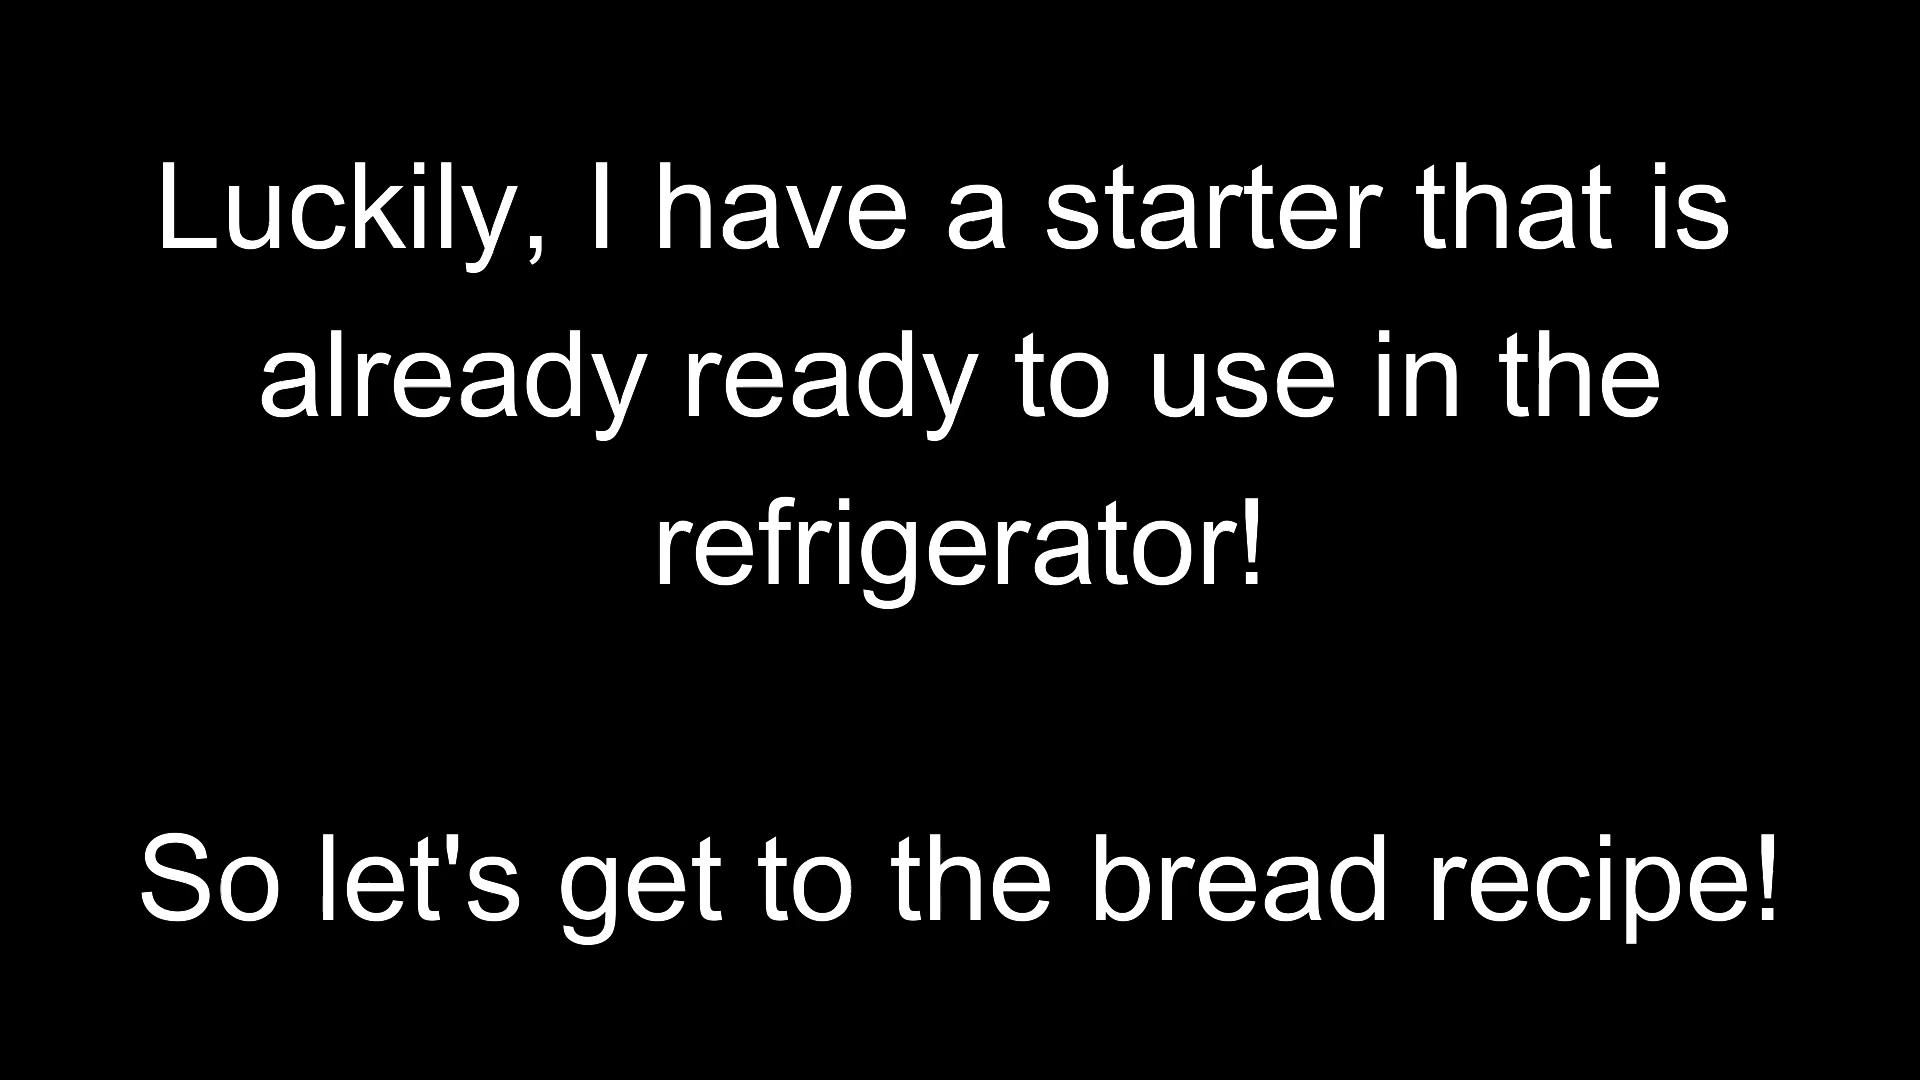 Luckily, I have a starter that is
already ready to use in the
refrigerator!
So let's get to the bread recipe!